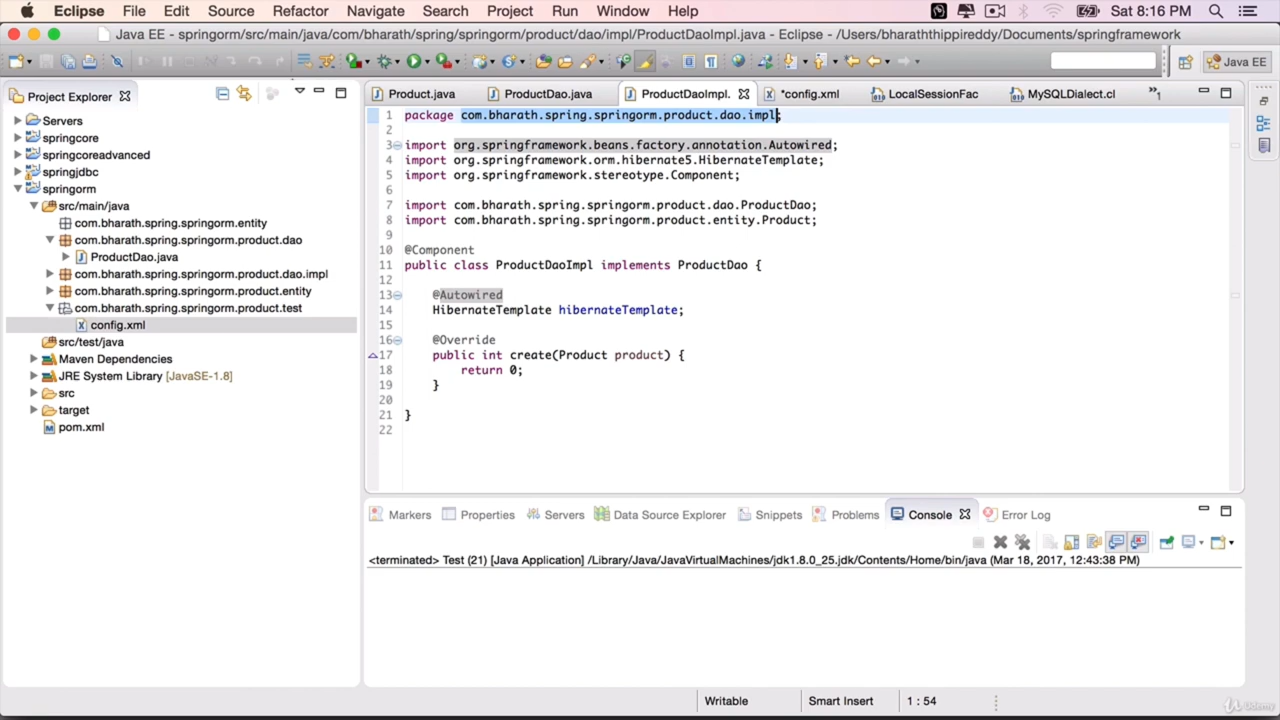 Eclipse File Edit Source Refactor Navigate Search Project Run Window Help Sat 8:16 PM
Java EE - springorm/src/main/java/com/bharath/spring/springorm/product/dao/impl/ProductDaoImpl.java - Eclipse - /Users/bharaththippireddy/Documents/springframework
Java EE
Project Explorer
Servers
springcore
springcoreadvanced
springjdbc
springorm
src/main/java
com.bharath.spring.springorm.entity
com.bharath.spring.springorm.product.dao
ProductDao.java
com.bharath.spring.springorm.product.dao.impl
com.bharath.spring.springorm.product.entity
com.bharath.spring.springorm.product.test
config.xml
src/test/java
Maven Dependencies
JRE System Library [JavaSE-1.8]
src
target
pom.xml
Product.java ProductDao.java ProductDaoImpl. *config.xml LocalSessionFac MySQLDialect.cl »1
1 package com.bharath.spring.springorm.product.dao.impl;
2
3 import org.springframework.beans.factory.annotation.Autowired;
4 import org.springframework.orm.hibernate5.HibernateTemplate;
5 import org.springframework.stereotype.Component;
6
7 import com.bharath.spring.springorm.product.dao.ProductDao;
8 import com.bharath.spring.springorm.product.entity.Product;
9
10 @Component
11 public class ProductDaoImpl implements ProductDao {
12
13 @Autowired
14 HibernateTemplate hibernateTemplate;
15
16 @Override
17 public int create(Product product) {
18 return 0;
19 }
20
21 }
22
Markers Properties Servers Data Source Explorer Snippets Problems Console Error Log
<terminated> Test (21) [Java Application] /Library/Java/JavaVirtualMachines/jdk1.8.0_25.jdk/Contents/Home/bin/java (Mar 18, 2017, 12:43:38 PM)
Writable Smart Insert 1 : 54
Udemy